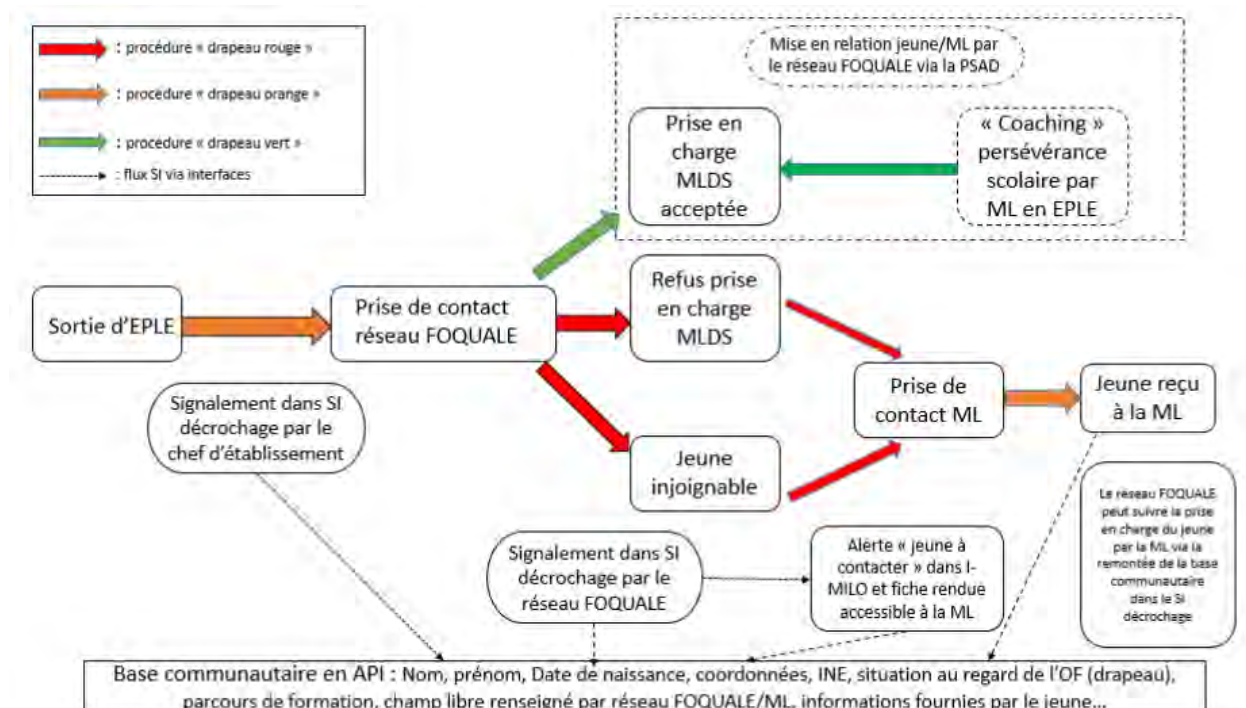 : procédure « drapeau rouge »
: procédure « drapeau orange »
: procédure « drapeau vert »
: flux SI via interfaces
Mise en relation jeune/ML par
le réseau FOQUALE via la PSAD
Prise en
charge
MLDS
acceptée
« Coaching »
persévérance
scolaire par
ML en EPLE
Sortie d'EPLE
Prise de contact
réseau FOQUALE
Refus prise
en charge
MLDS
Prise de
contact ML
Jeune reçu
à la ML
Signalement dans SI
décrochage par le
chef d'établissement
Jeune
injoignable
Le réseau FOQUALE
peut suivre la prise
en charge du jeune
par la ML via la
remontée de la base
communautaire
dans le SI
décrochage
Signalement dans SI
décrochage par le
réseau FOQUALE
Alerte « jeune à
contacter » dans I-
MILO et fiche rendue
accessible à la ML
Base communautaire en API : Nom, prénom, Date de naissance, coordonnées, INE, situation au regard de l'OF (drapeau),
parcours de formation, champ libre renseigné par réseau FOQUALE/ML, informations fournies par le jeune...